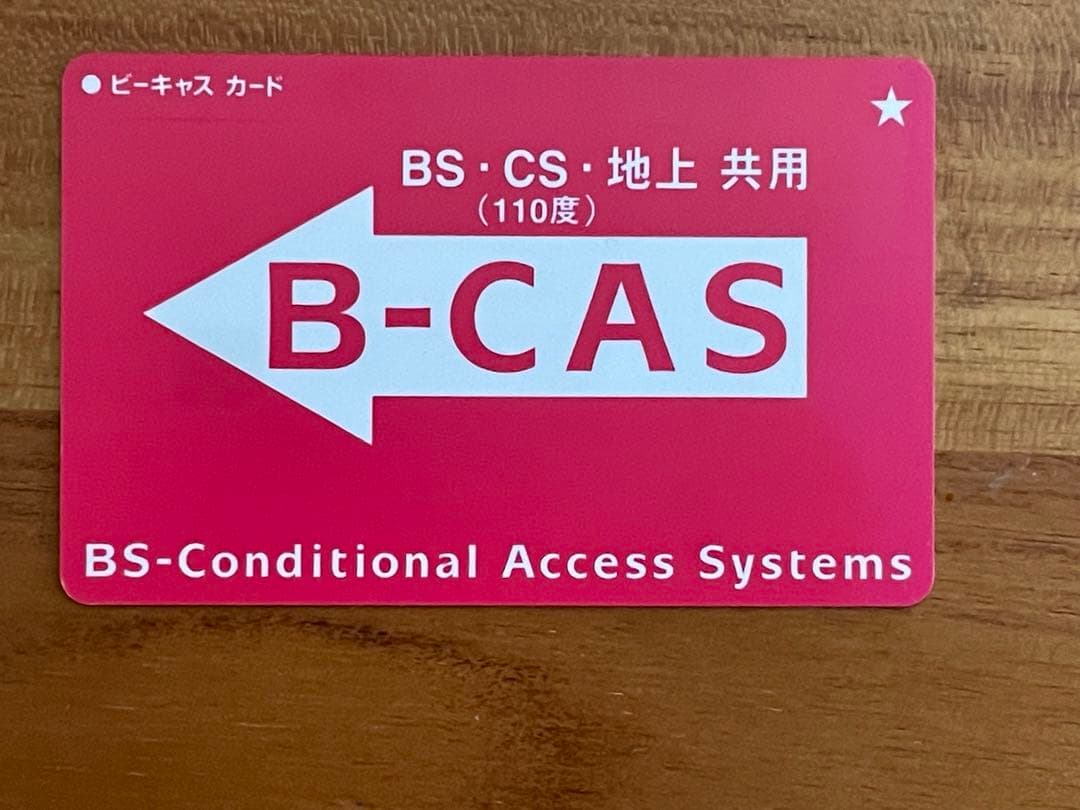 ●ビーキャス カード
★
BS・CS・地上 共用
（110度）
B-CAS
BS-Conditional Access Systems